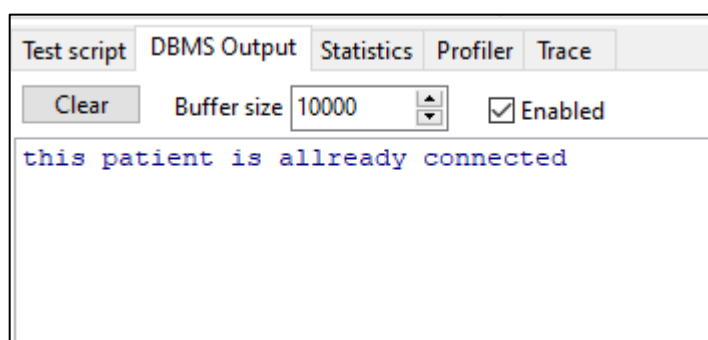 Test script DBMS Output Statistics Profiler Trace
Clear Buffer size 10000 Enabled
this patient is allready connected